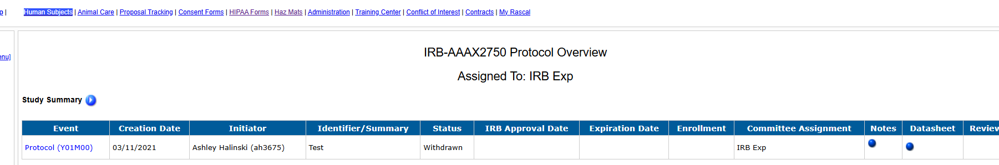 p | Human Subjects | Animal Care | Proposal Tracking | Consent Forms | HIPAA Forms | Haz Mats | Administration | Training Center | Conflict of Interest | Contracts | My Rascal
enu]
IRB-AAAX2750 Protocol Overview
Assigned To: IRB Exp
Study Summary
Event Creation Date Initiator Identifier/Summary Status IRB Approval Date Expiration Date Enrollment Committee Assignment Notes Datasheet Review
Protocol (Y01M00) 03/11/2021 Ashley Halinski (ah3675) Test Withdrawn IRB Exp